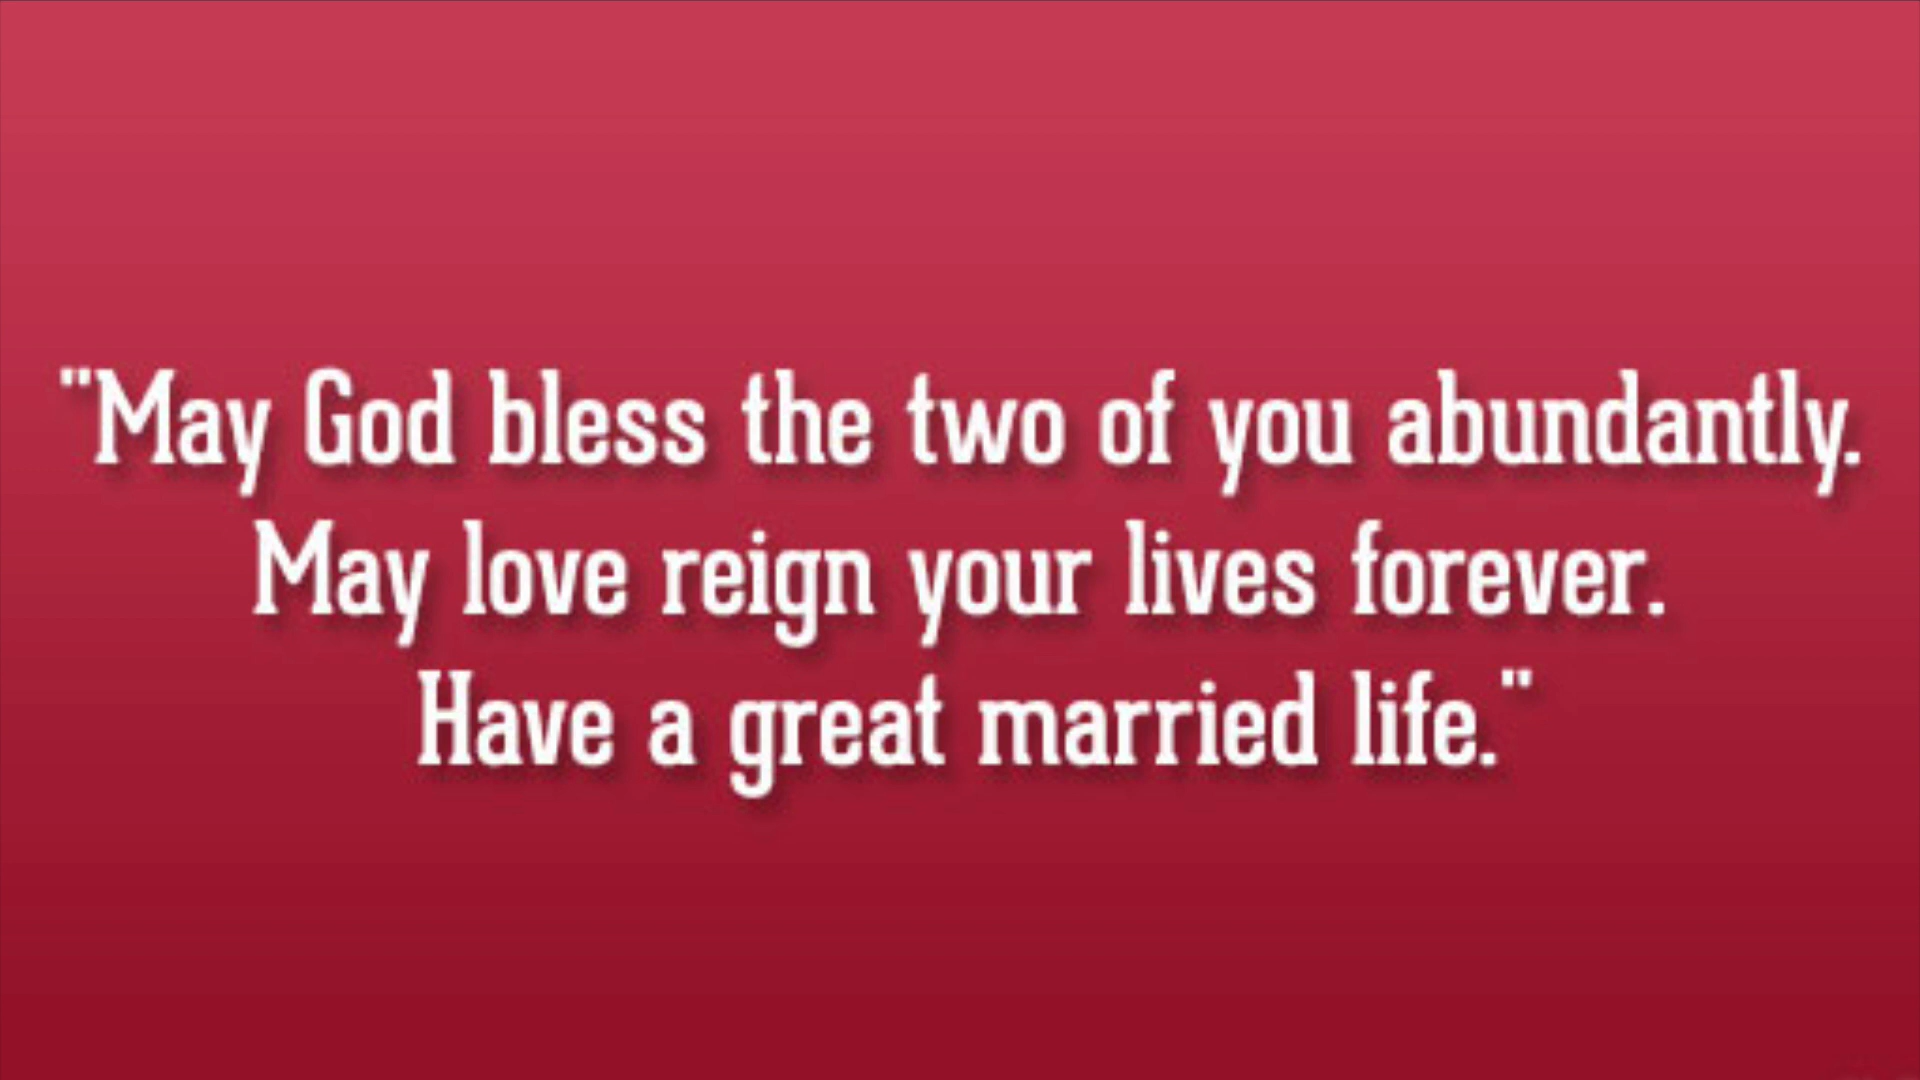 "May God bless the two of you abundantly.
May love reign your lives forever.
Have a great married life."